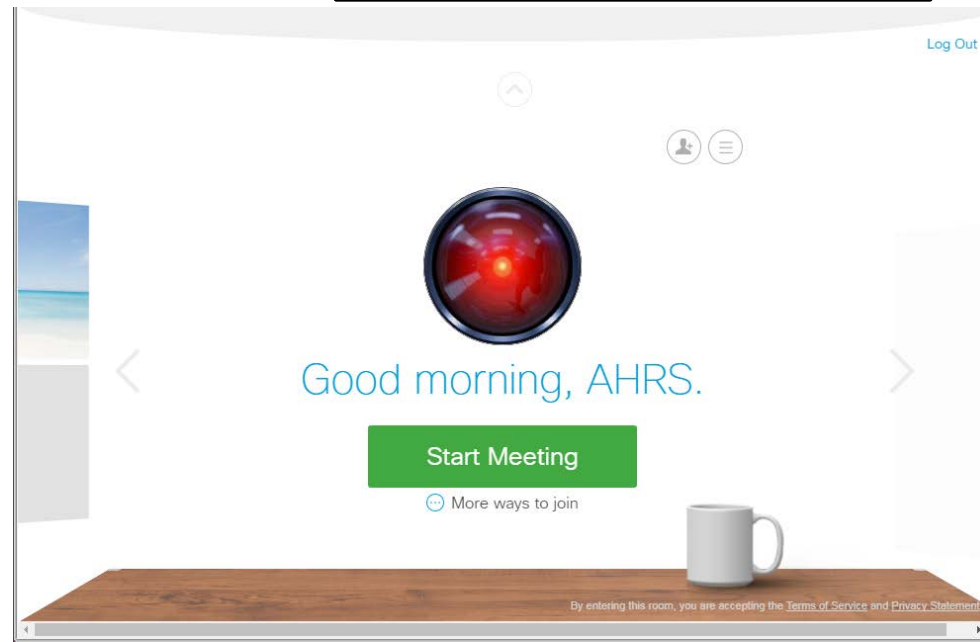 Log Out
Good morning, AHRS.
Start Meeting
More ways to join
By entering this room, you are accepting the Terms of Service and Privacy Statement